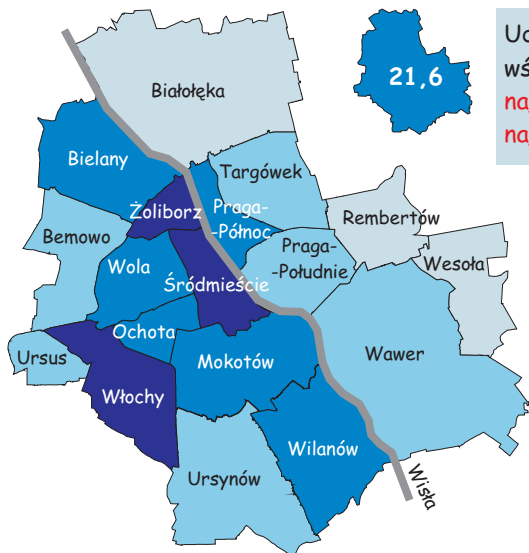 Białołęka
21,6
Bielany
Targówek
Żoliborz
Praga-
-Północ
Rembertów
Bemowo
Praga-
-Południe
Wesoła
Wola
Śródmieście
Ochota
Ursus
Mokotów
Wawer
Włochy
Wilanów
Ursynów
Wisła